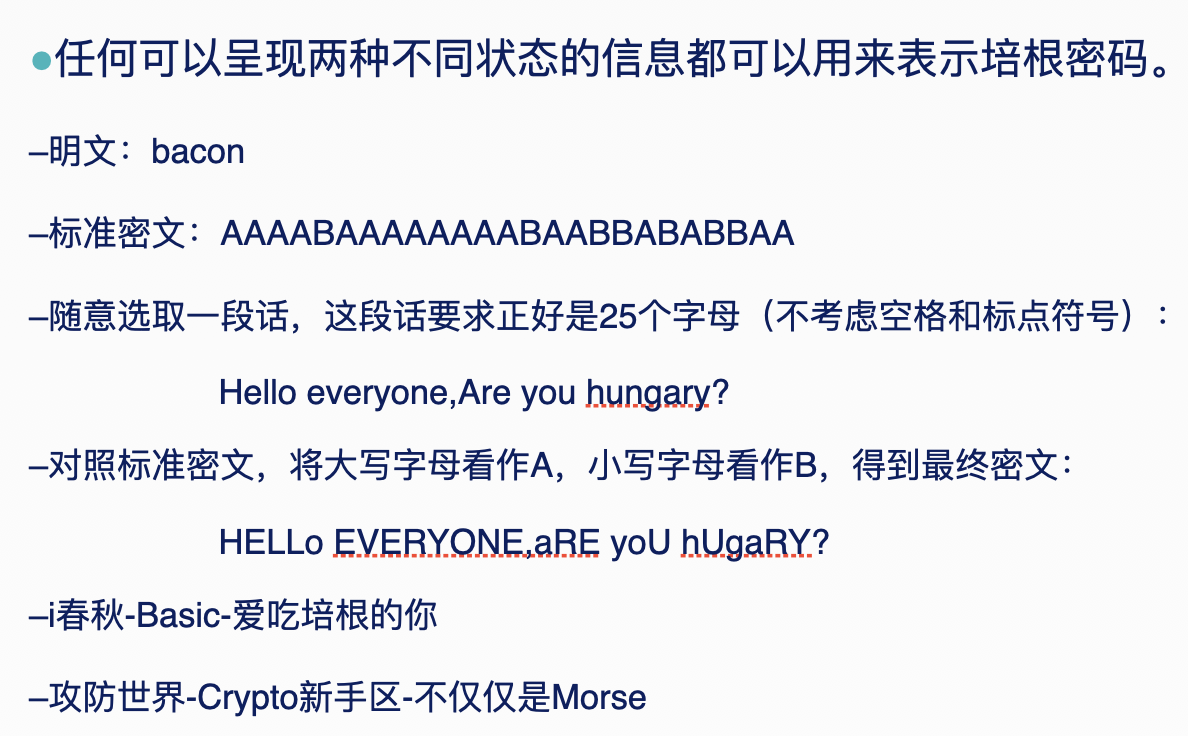 ●任何可以呈现两种不同状态的信息都可以用来表示培根密码。
–明文：bacon
–标准密文：AAAABAAAAAAAABAABBABABBAA
–随意选取一段话，这段话要求正好是25个字母（不考虑空格和标点符号）：
Hello everyone,Are you hungary?
–对照标准密文，将大写字母看作A，小写字母看作B，得到最终密文：
HELLo EVERYONE,aRE yoU hUgaRY?
–i春秋-Basic-爱吃培根的你
–攻防世界-Crypto新手区-不仅仅是Morse